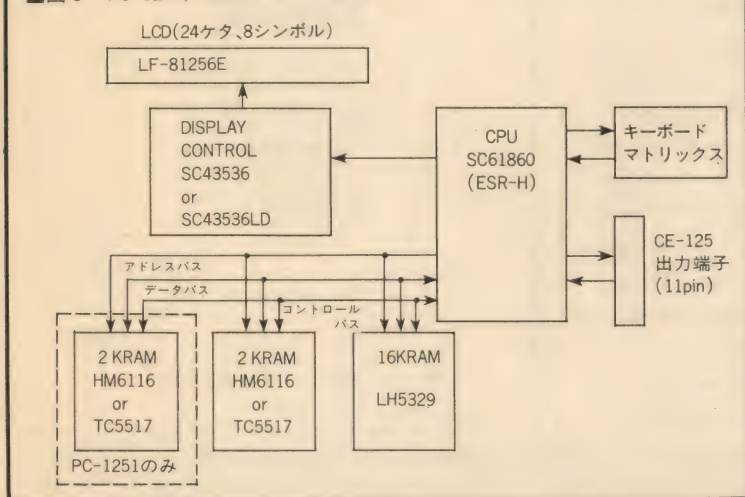 LCD(24ケタ、8シンボル)
LF-81256E
DISPLAY
CONTROL
SC43536
or
SC43536LD
CPU
SC61860
(ESR-H)
キーボード
マトリックス
CE-125
出力端子
(11pin)
アドレスバス
データバス
コントロール
バス
2 KRAM
HM6116
or
TC5517
PC-1251のみ
2 KRAM
HM6116
or
TC5517
16KRAM
LH5329